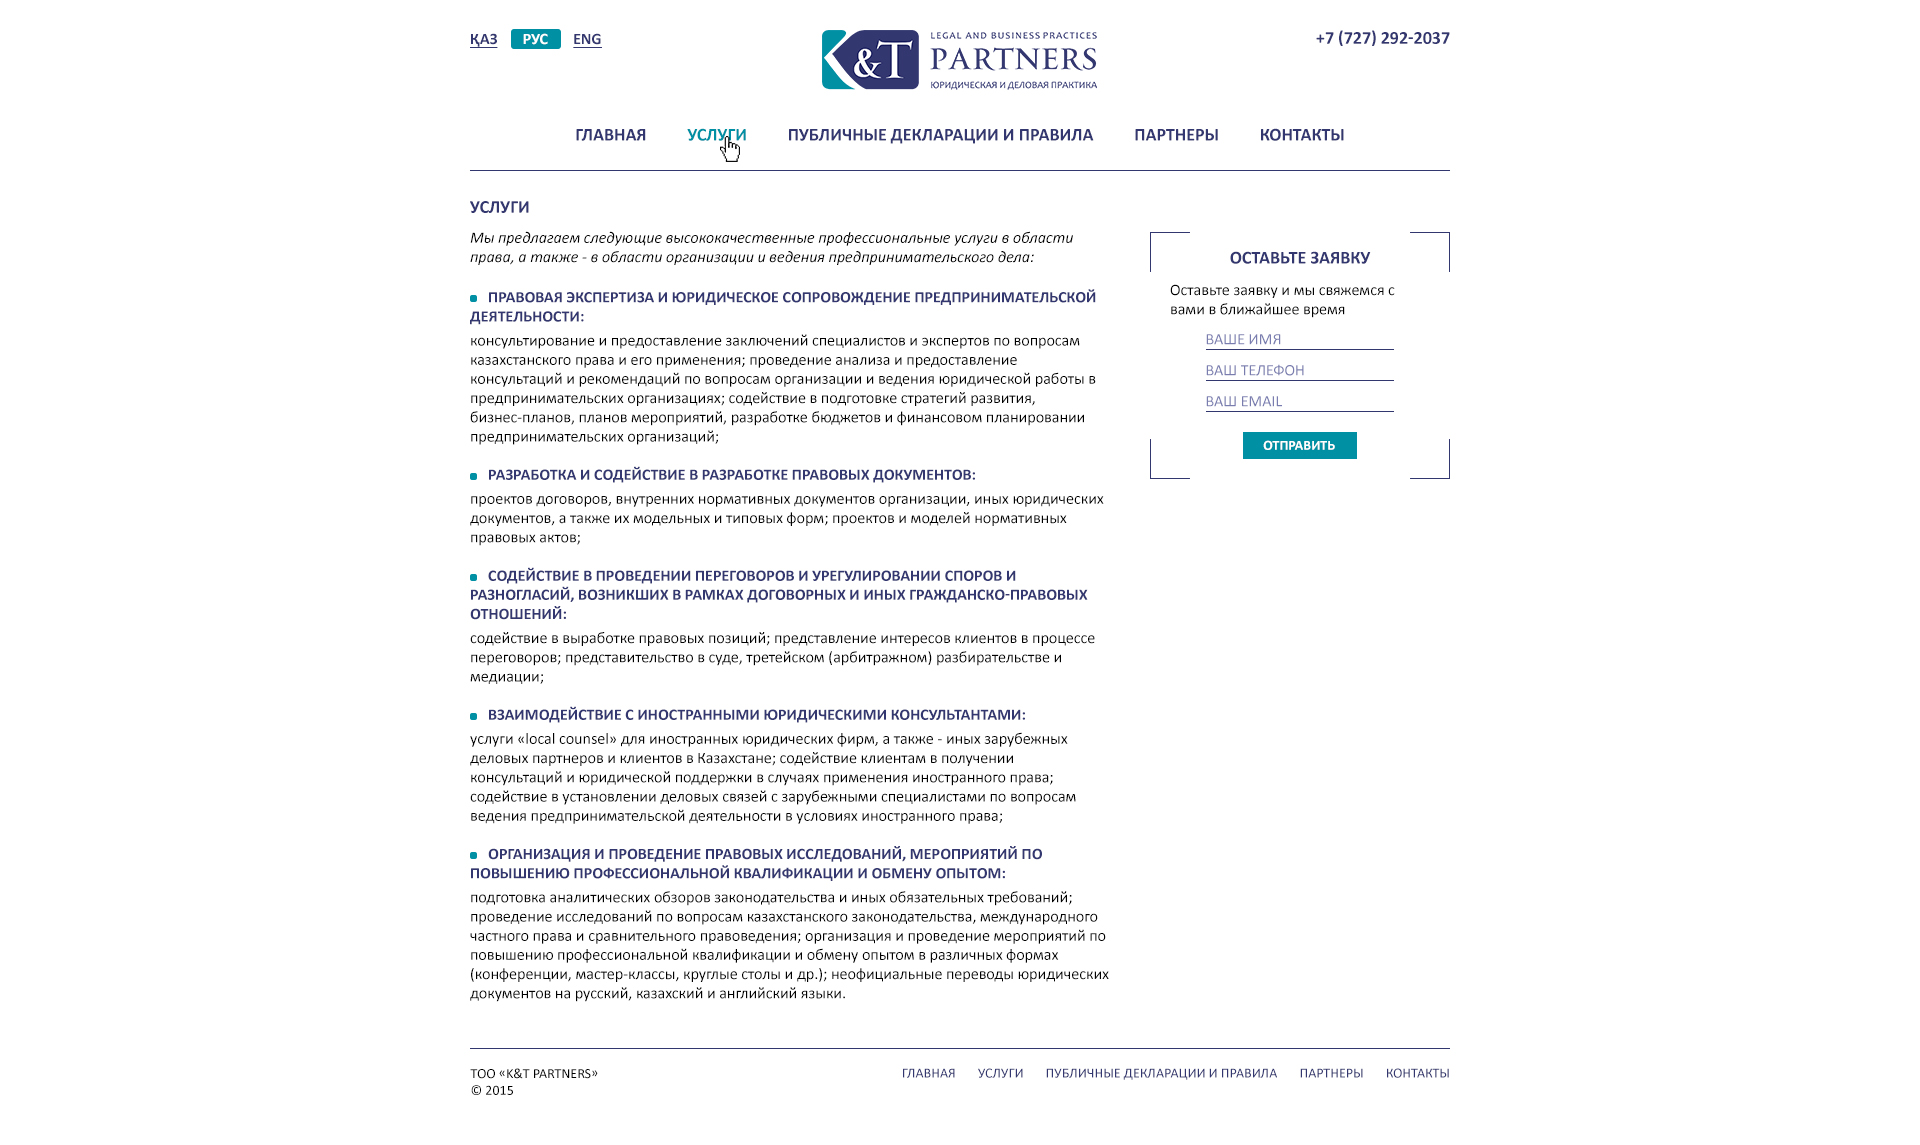 ҚАЗ РУС ENG
K&T
LEGAL AND BUSINESS PRACTICES
PARTNERS
ЮРИДИЧЕСКАЯ И ДЕЛОВАЯ ПРАКТИКА
+7 (727) 292-2037
ГЛАВНАЯ УСЛУГИ ПУБЛИЧНЫЕ ДЕКЛАРАЦИИ И ПРАВИЛА ПАРТНЕРЫ КОНТАКТЫ
УСЛУГИ
Мы предлагаем следующие высококачественные профессиональные услуги в области
права, а также - в области организации и ведения предпринимательского дела:
ПРАВОВАЯ ЭКСПЕРТИЗА И ЮРИДИЧЕСКОЕ СОПРОВОЖДЕНИЕ ПРЕДПРИНИМАТЕЛЬСКОЙ
ДЕЯТЕЛЬНОСТИ:
консультирование и предоставление заключений специалистов и экспертов по вопросам
казахстанского права и его применения; проведение анализа и предоставление
консультаций и рекомендаций по вопросам организации и ведения юридической работы в
предпринимательских организациях; содействие в подготовке стратегий развития,
бизнес-планов, планов мероприятий, разработке бюджетов и финансовом планировании
предпринимательских организаций;
РАЗРАБОТКА И СОДЕЙСТВИЕ В РАЗРАБОТКЕ ПРАВОВЫХ ДОКУМЕНТОВ:
проектов договоров, внутренних нормативных документов организации, иных юридических
документов, а также их модельных и типовых форм; проектов и моделей нормативных
правовых актов;
СОДЕЙСТВИЕ В ПРОВЕДЕНИИ ПЕРЕГОВОРОВ И УРЕГУЛИРОВАНИИ СПОРОВ И
РАЗНОГЛАСИЙ, ВОЗНИКШИХ В РАМКАХ ДОГОВОРНЫХ И ИНЫХ ГРАЖДАНСКО-ПРАВОВЫХ
ОТНОШЕНИЙ:
содействие в выработке правовых позиций; представление интересов клиентов в процессе
переговоров; представительство в суде, третейском (арбитражном) разбирательстве и
медиации;
ВЗАИМОДЕЙСТВИЕ С ИНОСТРАННЫМИ ЮРИДИЧЕСКИМИ КОНСУЛЬТАНТАМИ:
услуги «local counsel» для иностранных юридических фирм, а также - иных зарубежных
деловых партнеров и клиентов в Казахстане; содействие клиентам в получении
консультаций и юридической поддержки в случаях применения иностранного права;
содействие в установлении деловых связей с зарубежными специалистами по вопросам
ведения предпринимательской деятельности в условиях иностранного права;
ОРГАНИЗАЦИЯ И ПРОВЕДЕНИЕ ПРАВОВЫХ ИССЛЕДОВАНИЙ, МЕРОПРИЯТИЙ ПО
ПОВЫШЕНИЮ ПРОФЕССИОНАЛЬНОЙ КВАЛИФИКАЦИИ И ОБМЕНУ ОПЫТОМ:
подготовка аналитических обзоров законодательства и иных обязательных требований;
проведение исследований по вопросам казахстанского законодательства, международного
частного права и сравнительного правоведения; организация и проведение мероприятий по
повышению профессиональной квалификации и обмену опытом в различных формах
(конференции, мастер-классы, круглые столы и др.); неофициальные переводы юридических
документов на русский, казахский и английский языки.
ОСТАВЬТЕ ЗАЯВКУ
Оставьте заявку и мы свяжемся с
вами в ближайшее время
ВАШЕ ИМЯ
ВАШ ТЕЛЕФОН
ВАШ EMAIL
ОТПРАВИТЬ
ТОО «K&T PARTNERS»
© 2015
ГЛАВНАЯ УСЛУГИ ПУБЛИЧНЫЕ ДЕКЛАРАЦИИ И ПРАВИЛА ПАРТНЕРЫ КОНТАКТЫ